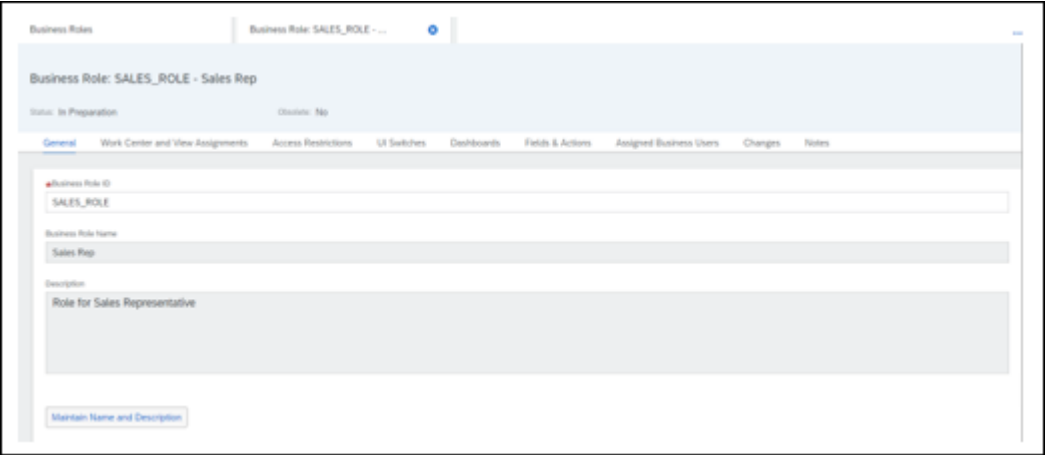 Business Roles
Business Role: SALES_ROLE - ...
...
Business Role: SALES_ROLE - Sales Rep
Status: In Preparation
Obsolete: No
General Work Center and View Assignments Access Restrictions UI Switches Dashboards Fields & Actions Assigned Business Users Changes Notes
*Business Role ID
SALES_ROLE
Business Role Name
Sales Rep
Description
Role for Sales Representative
Maintain Name and Description